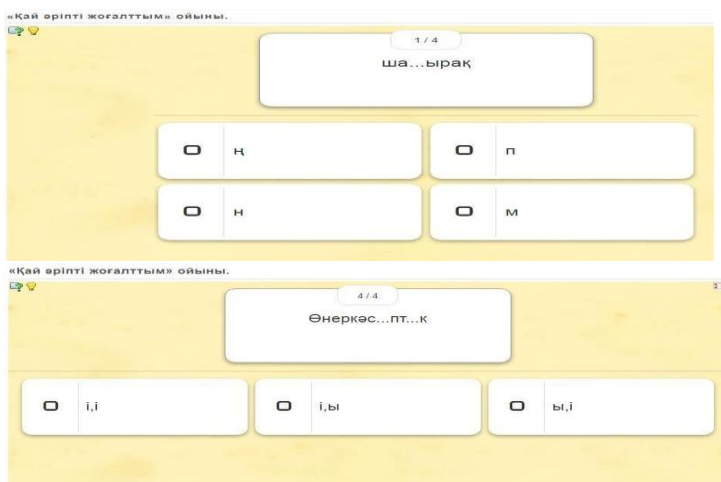 «Қай әріпті жоғалттым» ойыны.
1 / 4
ша...ырақ
ң
п
н
м
«Қай әріпті жоғалттым» ойыны.
4 / 4
Өнеркәс...пт...к
і,і
і,ы
ы,і